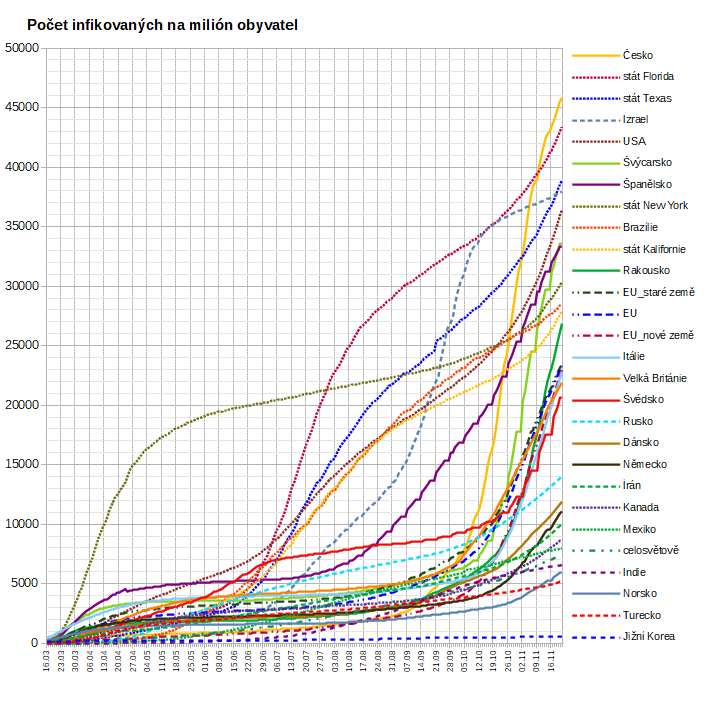 Počet infikovaných na milión obyvatel
50000
45000
40000
35000
30000
25000
20000
15000
10000
5000
0
16.03
23.03
30.03
06.04
13.04
20.04
27.04
04.05
11.05
18.05
25.05
01.06
08.06
15.06
22.06
29.06
06.07
13.07
20.07
27.07
03.08
10.08
17.08
24.08
31.08
07.09
14.09
21.09
28.09
05.10
12.10
19.10
26.10
02.11
09.11
16.11
Česko
stát Florida
stát Texas
Izrael
USA
Švýcarsko
Španělsko
stát New York
Brazílie
stát Kalifornie
Rakousko
EU_staré země
EU
EU_nové země
Itálie
Velká Británie
Švédsko
Rusko
Dánsko
Německo
Írán
Kanada
Mexiko
celosvětově
Indie
Norsko
Turecko
Jižní Korea